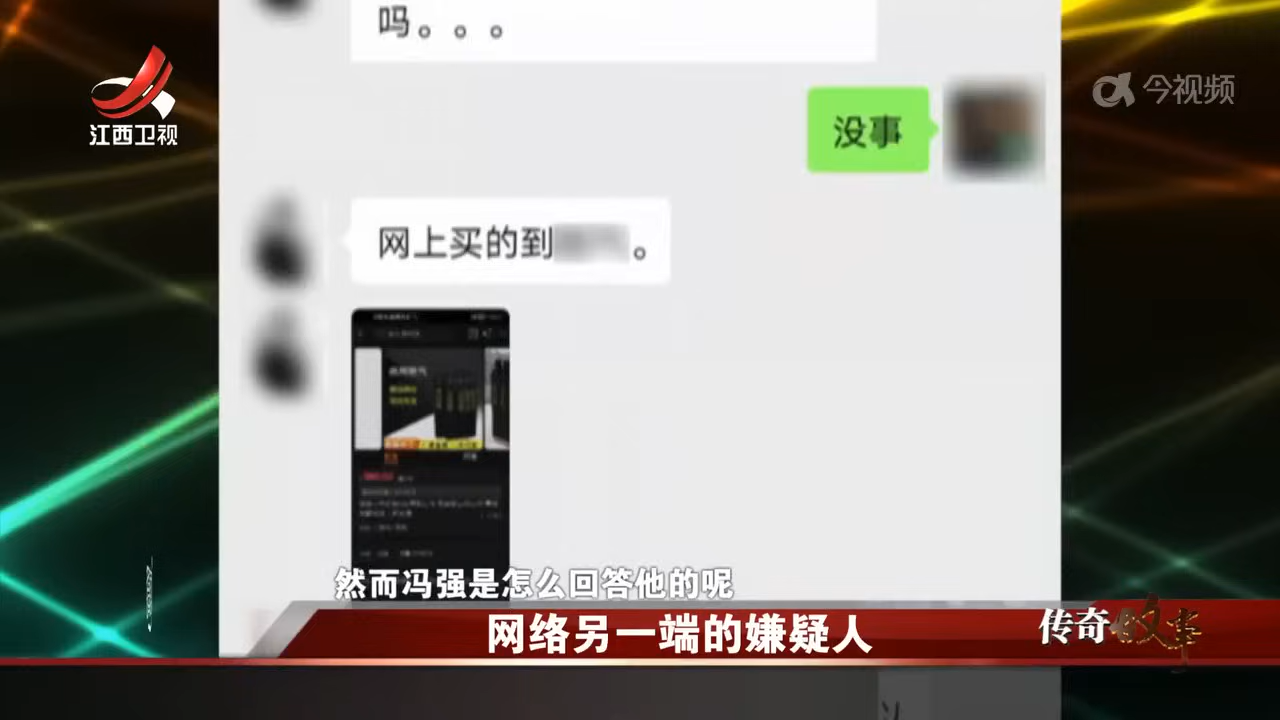 吗。。。
江西卫视
今视频
没事
网上买的到 。
然而冯强是怎么回答他的呢
网络另一端的嫌疑人
传奇故事